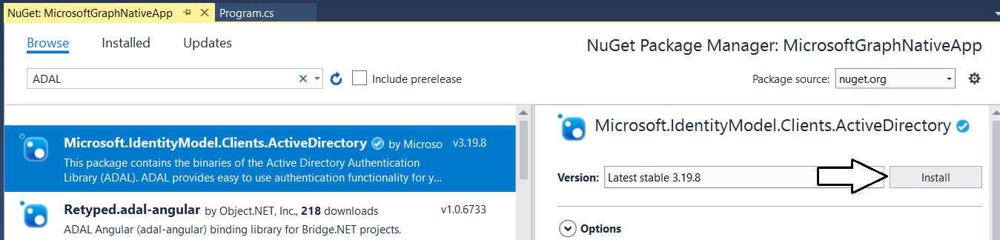 NuGet: MicrosoftGraphNativeApp
Program.cs
Browse Installed Updates
NuGet Package Manager: MicrosoftGraphNativeApp
ADAL
Include prerelease
Package source: nuget.org
Microsoft.IdentityModel.Clients.ActiveDirectory by Microso v3.19.8
This package contains the binaries of the Active Directory Authentication
Library (ADAL). ADAL provides easy to use authentication functionality for y...
Retyped.adal-angular by Object.NET, Inc., 218 downloads v1.0.6733
ADAL Angular (adal-angular) binding library for Bridge.NET projects.
Microsoft.IdentityModel.Clients.ActiveDirectory
Version: Latest stable 3.19.8 Install
Options